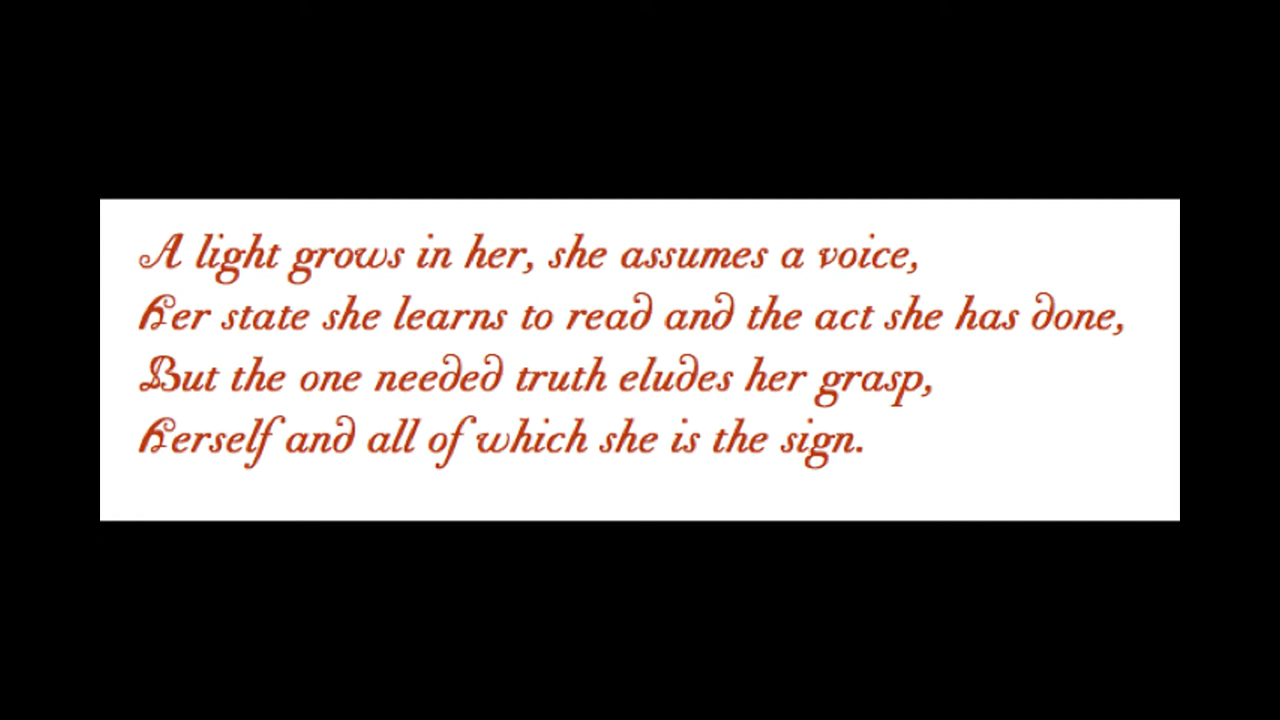 A light grows in her, she assumes a voice,
Her state she learns to read and the act she has done,
But the one needed truth eludes her grasp,
Herself and all of which she is the sign.